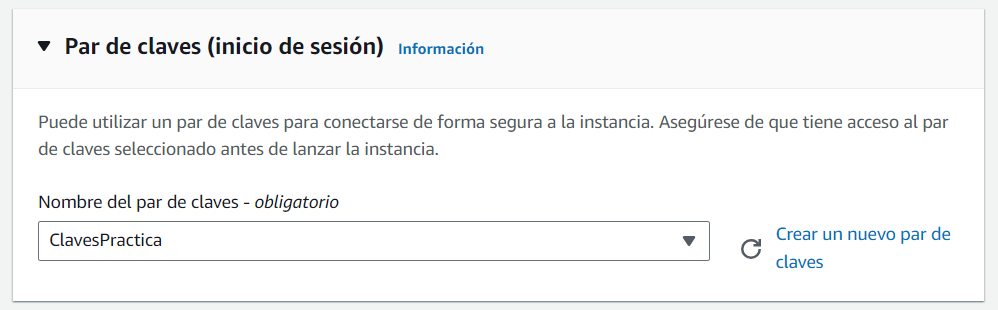 Par de claves (inicio de sesión) Información
Puede utilizar un par de claves para conectarse de forma segura a la instancia. Asegúrese de que tiene acceso al par
de claves seleccionado antes de lanzar la instancia.
Nombre del par de claves - obligatorio
ClavesPractica
Crear un nuevo par de
claves